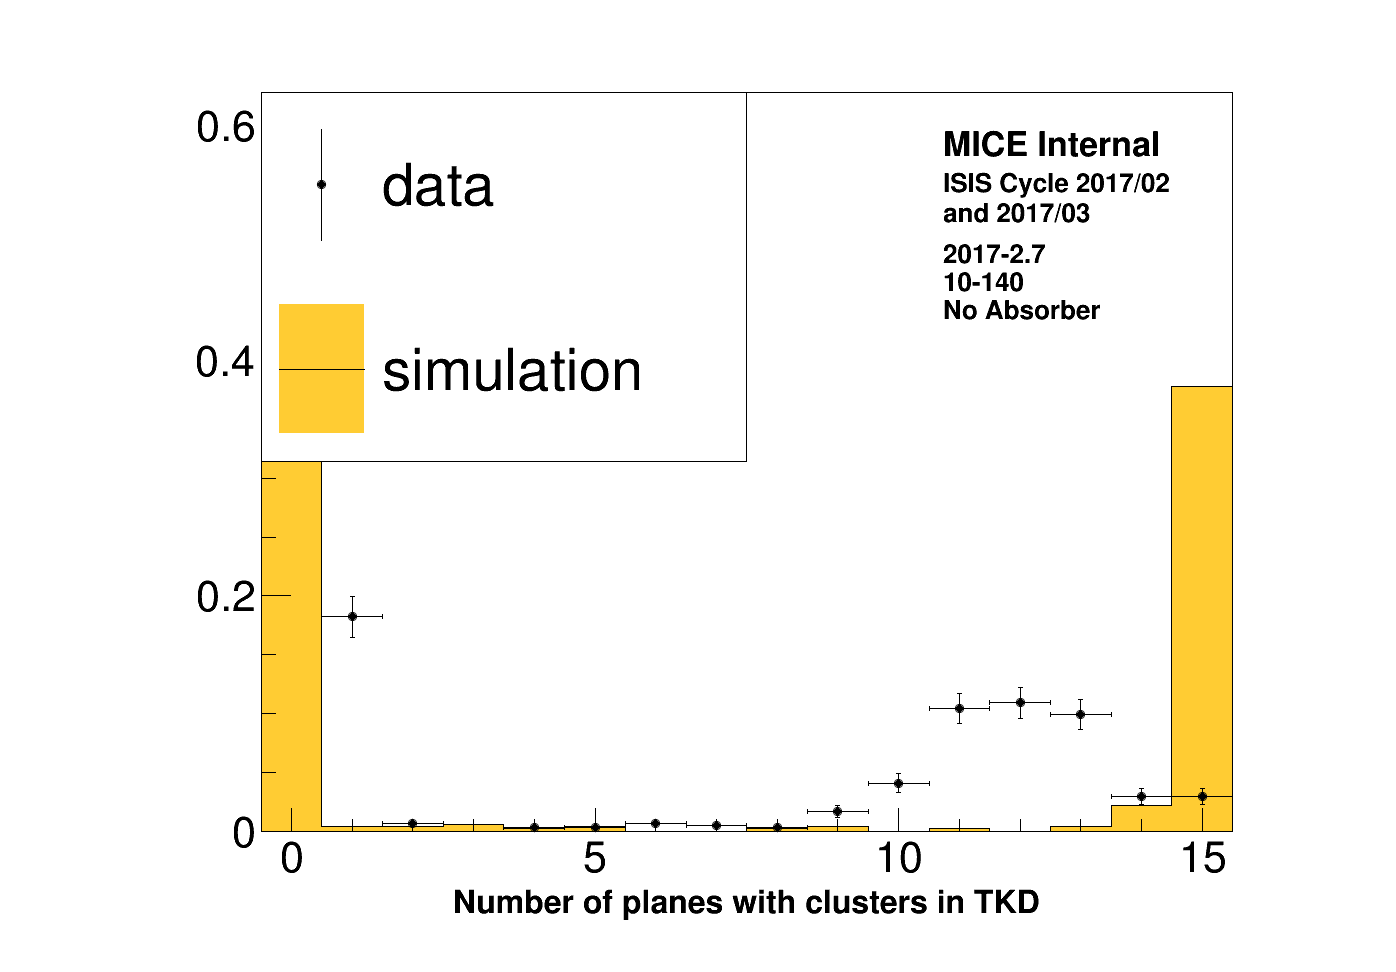 0.6
0.4
0.2
0
data
simulation
MICE Internal
ISIS Cycle 2017/02
and 2017/03
2017-2.7
10-140
No Absorber
0 5 10 15
Number of planes with clusters in TKD